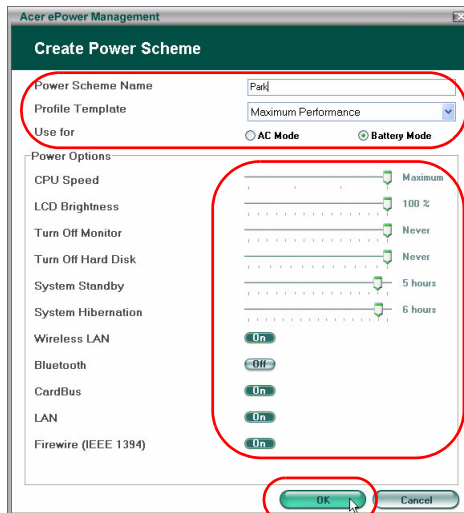 Acer ePower Management
Create Power Scheme
Power Scheme Name Park
Profile Template Maximum Performance
Use for AC Mode Battery Mode
Power Options
CPU Speed Maximum
LCD Brightness 100 %
Turn Off Monitor Never
Turn Off Hard Disk Never
System Standby 5 hours
System Hibernation 6 hours
Wireless LAN On
Bluetooth Off
CardBus On
LAN On
Firewire (IEEE 1394) On
OK Cancel